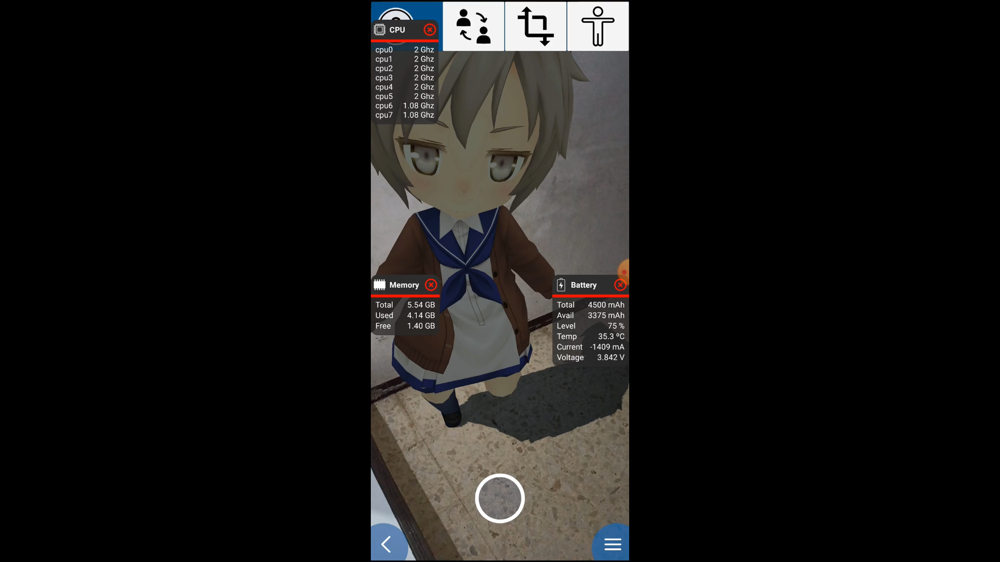 CPU
cpu0 2 Ghz
cpu1 2 Ghz
cpu2 2 Ghz
cpu3 2 Ghz
cpu4 2 Ghz
cpu5 2 Ghz
cpu6 1.08 Ghz
cpu7 1.08 Ghz
Memory
Total 5.54 GB
Used 4.14 GB
Free 1.40 GB
Battery
Total 4500 mAh
Avail 3375 mAh
Level 75 %
Temp 35.3 ºC
Current -1409 mA
Voltage 3.842 V